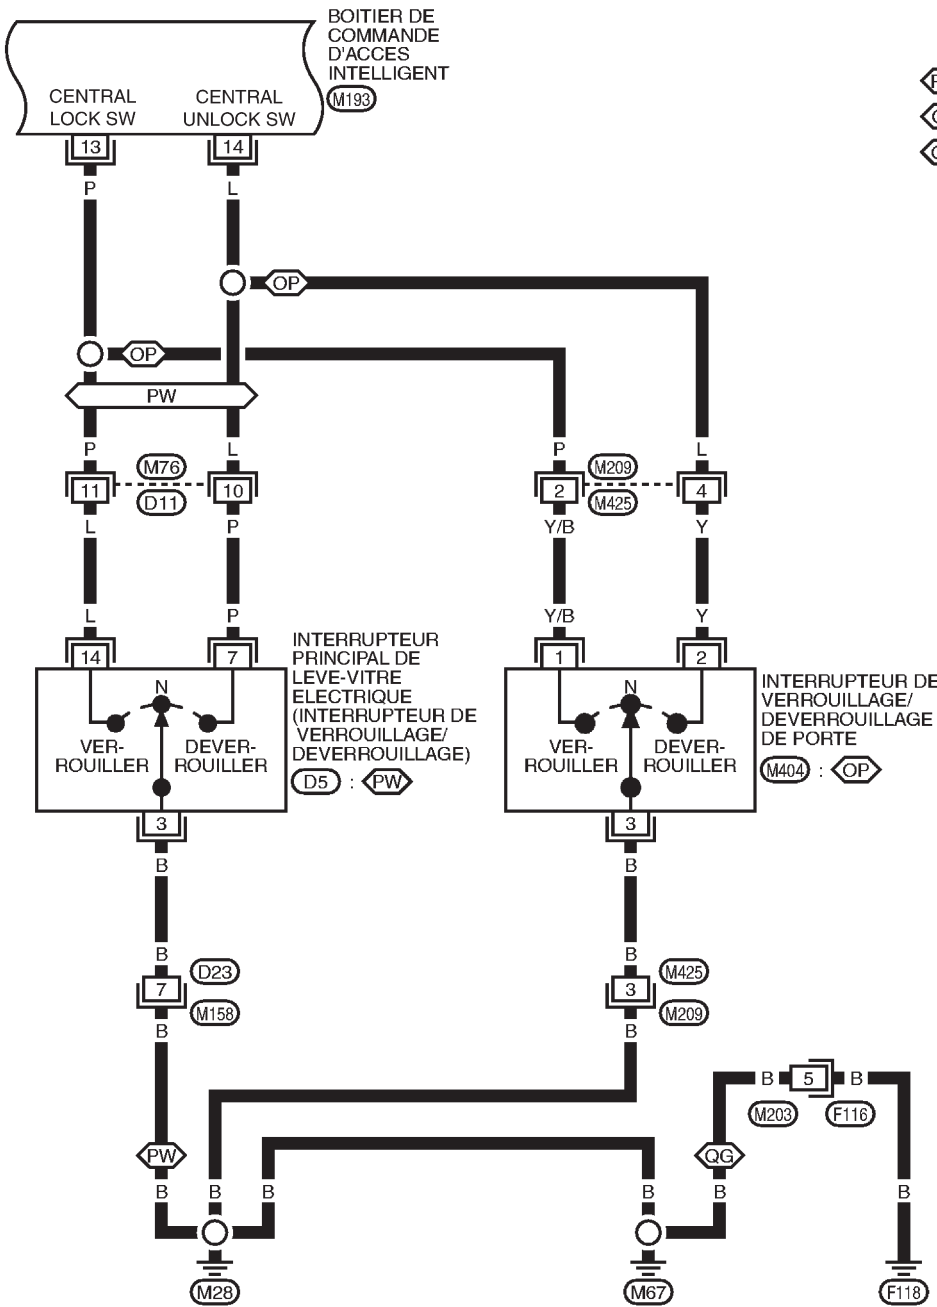 BOITIER DE
COMMANDE
D'ACCES
INTELLIGENT
M193
CENTRAL
LOCK SW
CENTRAL
UNLOCK SW
13
14
P
L
OP
OP
PW
P
L
P
L
11
M76
D11
10
2
M209
M425
4
L
P
Y/B
Y
L
P
Y/B
Y
14
7
1
2
INTERRUPTEUR
PRINCIPAL DE
LEVE-VITRE
ELECTRIQUE
(INTERRUPTEUR DE
VERROUILLAGE/
DEVERROUILLAGE)
D5 : PW
N
VER-
ROUILLER
DEVER-
ROUILLER
N
VER-
ROUILLER
DEVER-
ROUILLER
INTERRUPTEUR DE
VERROUILLAGE/
DEVERROUILLAGE
DE PORTE
M404 : OP
3
3
B
B
B
B
7
D23
M158
3
M425
M209
B
B
B
5
B
M203
F116
PW
QG
B
B
B
B
B
B
M28
M67
F118